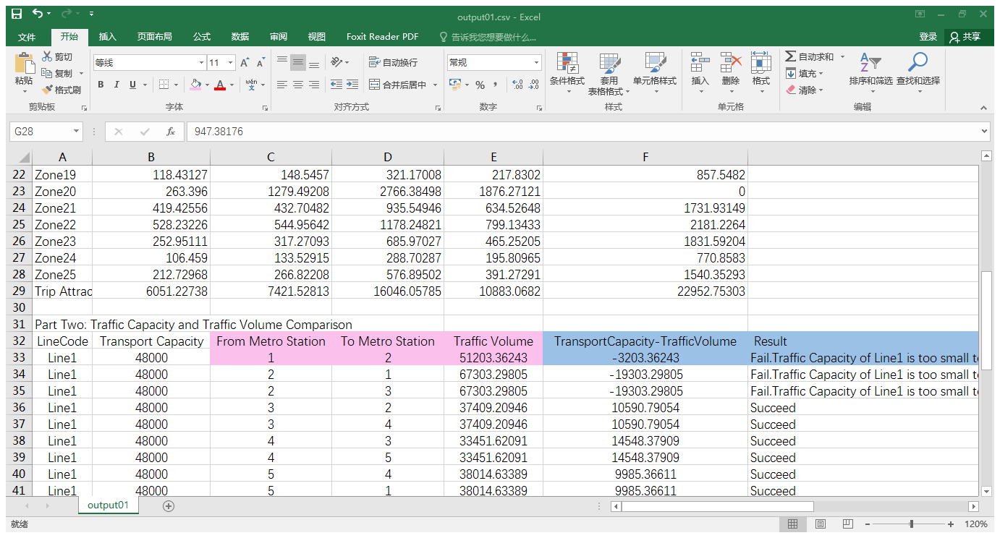 output01.csv - Excel
文件 开始 插入 页面布局 公式 数据 审阅 视图 Foxit Reader PDF 告诉我您想要做什么... 登录 共享
粘贴 剪切 复制 格式刷 剪贴板
等线 11 A A B I U wén 文 A 字体
自动换行 合并后居中 对齐方式
常规 % , .00 .0 数字
条件格式 套用 表格格式 单元格样式 样式
插入 删除 格式 单元格
自动求和 填充 清除 排序和筛选 查找和选择 编辑
G28 fx 947.38176
A B C D E F
22 Zone19 118.43127 148.5457 321.17008 217.8302 857.5482
23 Zone20 263.396 1279.49208 2766.38498 1876.27121 0
24 Zone21 419.42556 432.70482 935.54946 634.52648 1731.93149
25 Zone22 528.23226 544.95642 1178.24821 799.13433 2181.2264
26 Zone23 252.95111 317.27093 685.97027 465.25205 1831.59204
27 Zone24 106.459 133.52915 288.70287 195.80965 770.8583
28 Zone25 212.72968 266.82208 576.89502 391.27291 1540.35293
29 Trip Attrac 6051.22738 7421.52813 16046.05785 10883.0682 22952.75303
30
31 Part Two: Traffic Capacity and Traffic Volume Comparison
32 LineCode Transport Capacity From Metro Station To Metro Station Traffic Volume TransportCapacity-TrafficVolume Result
33 Line1 48000 1 2 51203.36243 -3203.36243 Fail.Traffic Capacity of Line1 is too small t
34 Line1 48000 2 1 67303.29805 -19303.29805 Fail.Traffic Capacity of Line1 is too small t
35 Line1 48000 2 3 67303.29805 -19303.29805 Fail.Traffic Capacity of Line1 is too small t
36 Line1 48000 3 2 37409.20946 10590.79054 Succeed
37 Line1 48000 3 4 37409.20946 10590.79054 Succeed
38 Line1 48000 4 3 33451.62091 14548.37909 Succeed
39 Line1 48000 4 5 33451.62091 14548.37909 Succeed
40 Line1 48000 5 4 38014.63389 9985.36611 Succeed
41 Line1 48000 5 1 38014.63389 9985.36611 Succeed
output01
就绪 120%